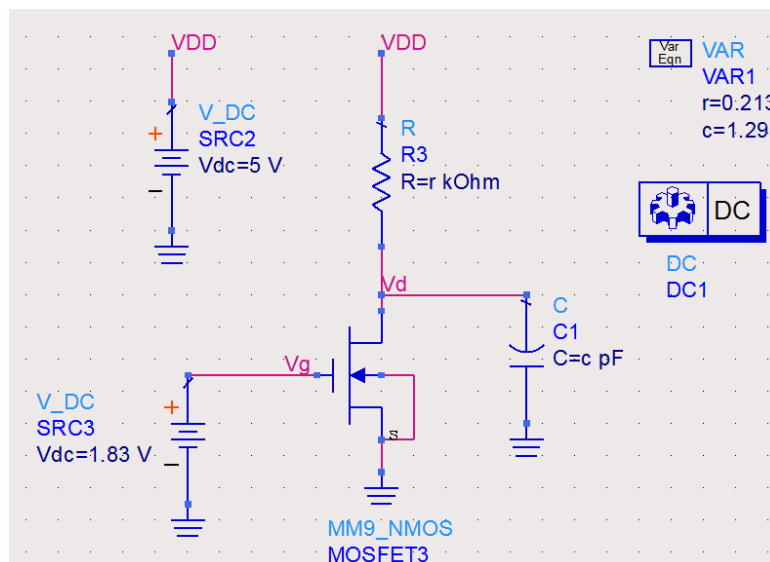 VDD
V_DC
SRC2
Vdc=5 V
+
−
VDD
R
R3
R=r kOhm
Var
Eqn
VAR
VAR1
r=0.213
c=1.29
DC
DC
DC1
Vd
C
C1
C=c pF
Vg
S
V_DC
SRC3
Vdc=1.83 V
+
−
MM9_NMOS
MOSFET3